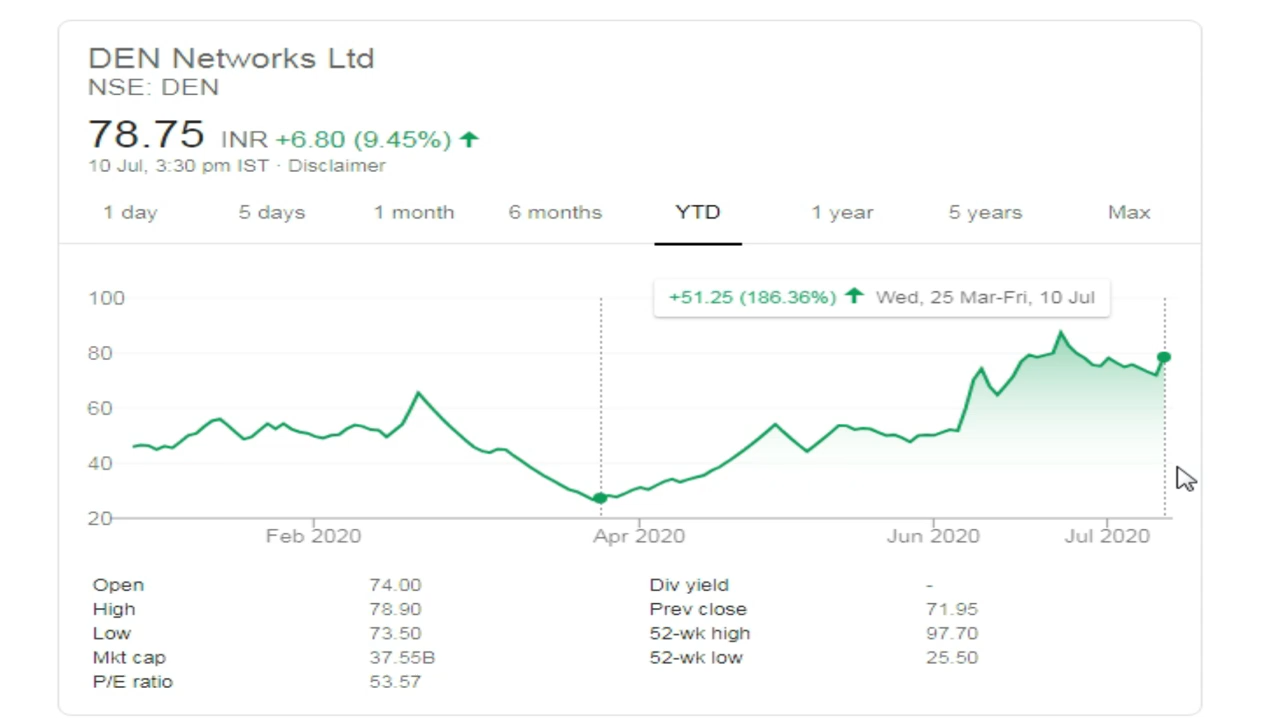 DEN Networks Ltd
NSE: DEN
78.75 INR +6.80 (9.45%) ↑
10 Jul, 3:30 pm IST · Disclaimer
1 day 5 days 1 month 6 months YTD 1 year 5 years Max
+51.25 (186.36%) ↑ Wed, 25 Mar-Fri, 10 Jul
100
80
60
40
20
Feb 2020 Apr 2020 Jun 2020 Jul 2020
Open 74.00 Div yield -
High 78.90 Prev close 71.95
Low 73.50 52-wk high 97.70
Mkt cap 37.55B 52-wk low 25.50
P/E ratio 53.57